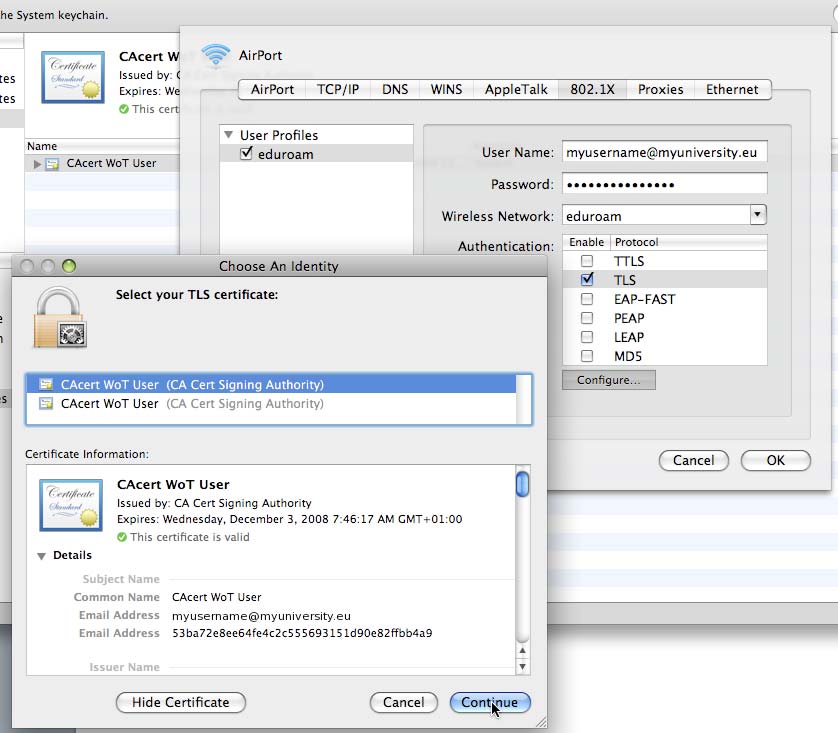 he System keychain.
AirPort
CAcert W
Issued by: C
Expires: We
This cert
tes
tes
AirPort
TCP/IP
DNS
WINS
AppleTalk
802.1X
Proxies
Ethernet
Name
CAcert WoT User
User Profiles
eduroam
User Name: myusername@myuniversity.eu
Password: •••••••••••••••
Wireless Network: eduroam
Authentication:
Enable Protocol
TTLS
TLS
EAP-FAST
PEAP
LEAP
MD5
Configure...
Cancel
OK
Choose An Identity
Select your TLS certificate:
CAcert WoT User (CA Cert Signing Authority)
CAcert WoT User (CA Cert Signing Authority)
Certificate Information:
Certificate
Standard
CAcert WoT User
Issued by: CA Cert Signing Authority
Expires: Wednesday, December 3, 2008 7:46:17 AM GMT+01:00
This certificate is valid
Details
Subject Name
Common Name CAcert WoT User
Email Address myusername@myuniversity.eu
Email Address 53ba72e8ee64fe4c2c555693151d90e82ffbb4a9
Issuer Name
Hide Certificate
Cancel
Continue